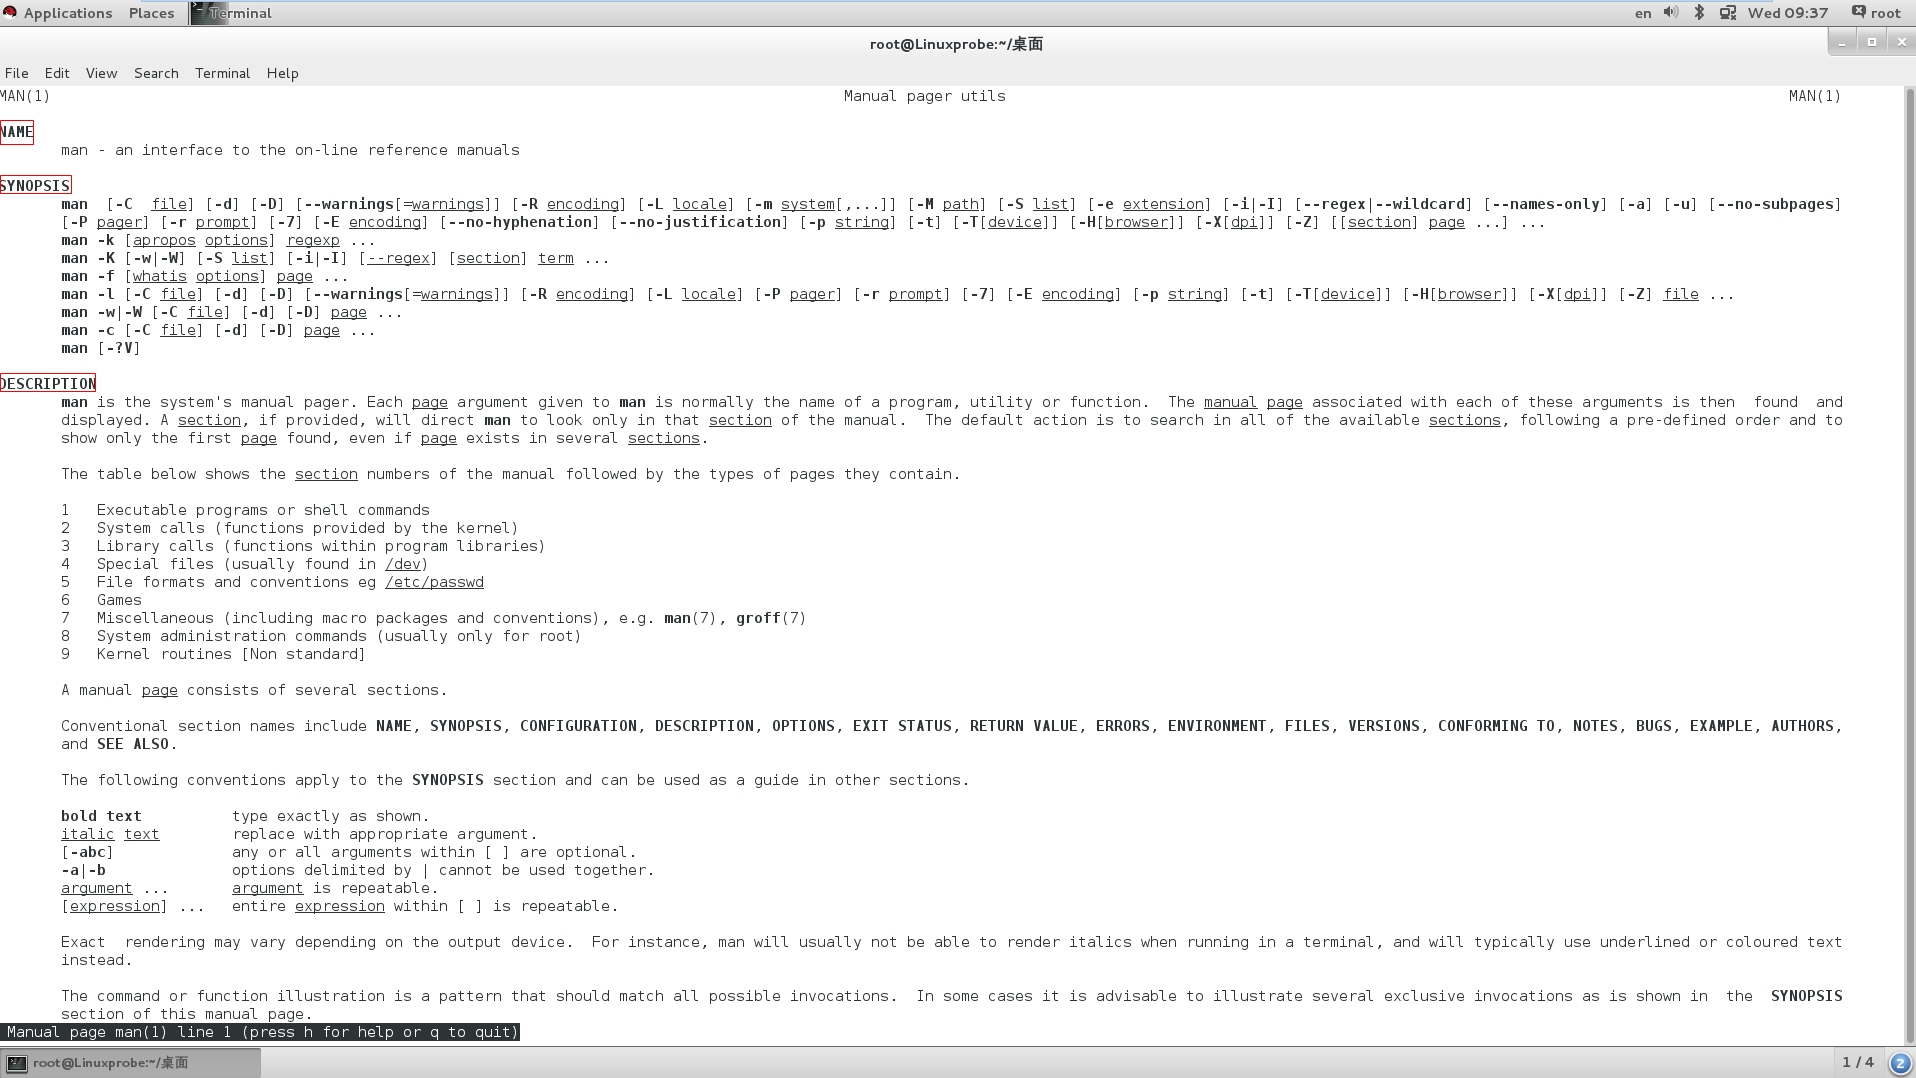 Applications Places Terminal en Wed 09:37 root
root@Linuxprobe:~/桌面
File Edit View Search Terminal Help
MAN(1) Manual pager utils MAN(1)
NAME
man - an interface to the on-line reference manuals
SYNOPSIS
man [-C file] [-d] [-D] [--warnings[=warnings]] [-R encoding] [-L locale] [-m system[,...]] [-M path] [-S list] [-e extension] [-i|-I] [--regex|--wildcard] [--names-only] [-a] [-u] [--no-subpages]
[-P pager] [-r prompt] [-7] [-E encoding] [--no-hyphenation] [--no-justification] [-p string] [-t] [-T[device]] [-H[browser]] [-X[dpi]] [-Z] [[section] page ...] ...
man -k [apropos options] regexp ...
man -K [-w|-W] [-S list] [-i|-I] [--regex] [section] term ...
man -f [whatis options] page ...
man -l [-C file] [-d] [-D] [--warnings[=warnings]] [-R encoding] [-L locale] [-P pager] [-r prompt] [-7] [-E encoding] [-p string] [-t] [-T[device]] [-H[browser]] [-X[dpi]] [-Z] file ...
man -w|-W [-C file] [-d] [-D] page ...
man -c [-C file] [-d] [-D] page ...
man [-?V]
DESCRIPTION
man is the system's manual pager. Each page argument given to man is normally the name of a program, utility or function. The manual page associated with each of these arguments is then found and
displayed. A section, if provided, will direct man to look only in that section of the manual. The default action is to search in all of the available sections, following a pre-defined order and to
show only the first page found, even if page exists in several sections.
The table below shows the section numbers of the manual followed by the types of pages they contain.
1 Executable programs or shell commands
2 System calls (functions provided by the kernel)
3 Library calls (functions within program libraries)
4 Special files (usually found in /dev)
5 File formats and conventions eg /etc/passwd
6 Games
7 Miscellaneous (including macro packages and conventions), e.g. man(7), groff(7)
8 System administration commands (usually only for root)
9 Kernel routines [Non standard]
A manual page consists of several sections.
Conventional section names include NAME, SYNOPSIS, CONFIGURATION, DESCRIPTION, OPTIONS, EXIT STATUS, RETURN VALUE, ERRORS, ENVIRONMENT, FILES, VERSIONS, CONFORMING TO, NOTES, BUGS, EXAMPLE, AUTHORS,
and SEE ALSO.
The following conventions apply to the SYNOPSIS section and can be used as a guide in other sections.
bold text type exactly as shown.
italic text replace with appropriate argument.
[-abc] any or all arguments within [ ] are optional.
-a|-b options delimited by | cannot be used together.
argument ... argument is repeatable.
[expression] ... entire expression within [ ] is repeatable.
Exact rendering may vary depending on the output device. For instance, man will usually not be able to render italics when running in a terminal, and will typically use underlined or coloured text
instead.
The command or function illustration is a pattern that should match all possible invocations. In some cases it is advisable to illustrate several exclusive invocations as is shown in the SYNOPSIS
section of this manual page.
Manual page man(1) line 1 (press h for help or q to quit)
root@Linuxprobe:~/桌面 1 / 4 2